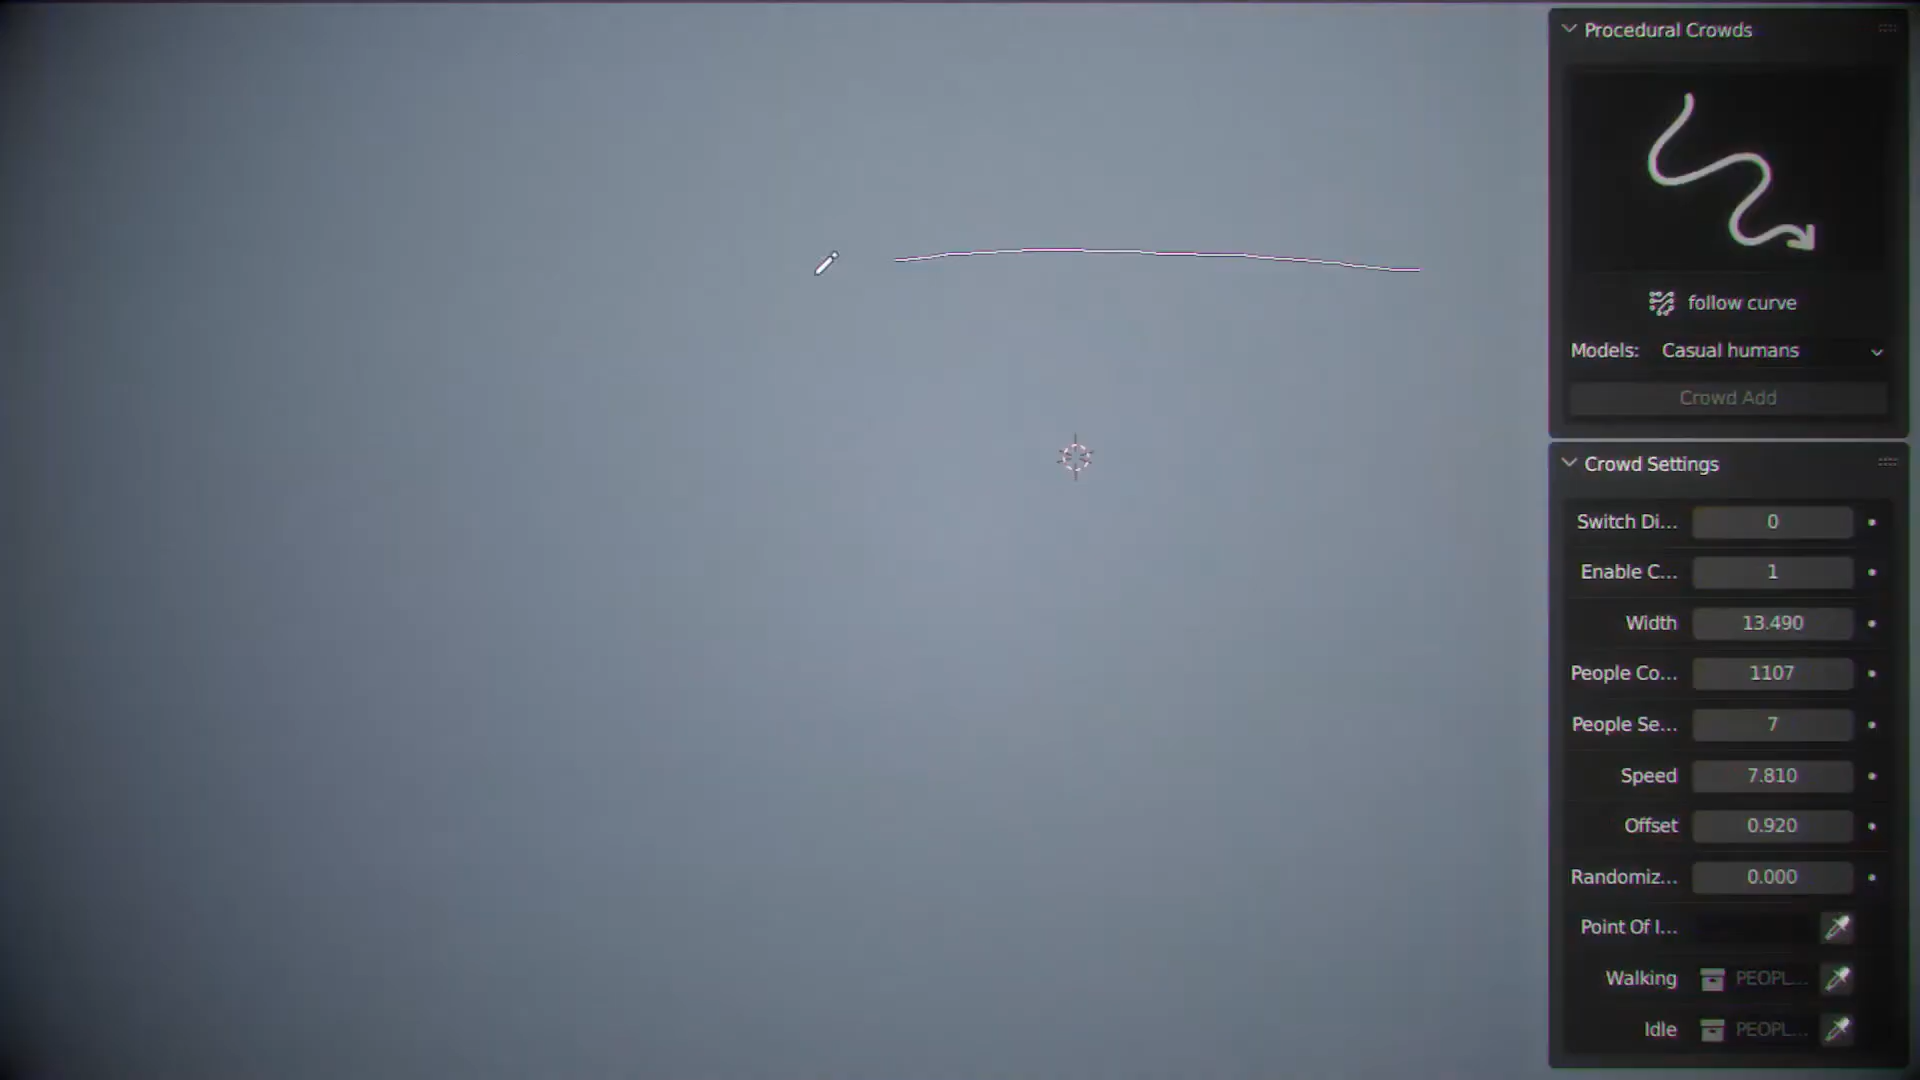 Procedural Crowds
follow curve
Models: Casual humans
Crowd Add
Crowd Settings
Switch Di... 0
Enable C... 1
Width 13.490
People Co... 1107
People Se... 7
Speed 7.810
Offset 0.920
Randomiz... 0.000
Point Of I...
Walking PEOPL...
Idle PEOPL...